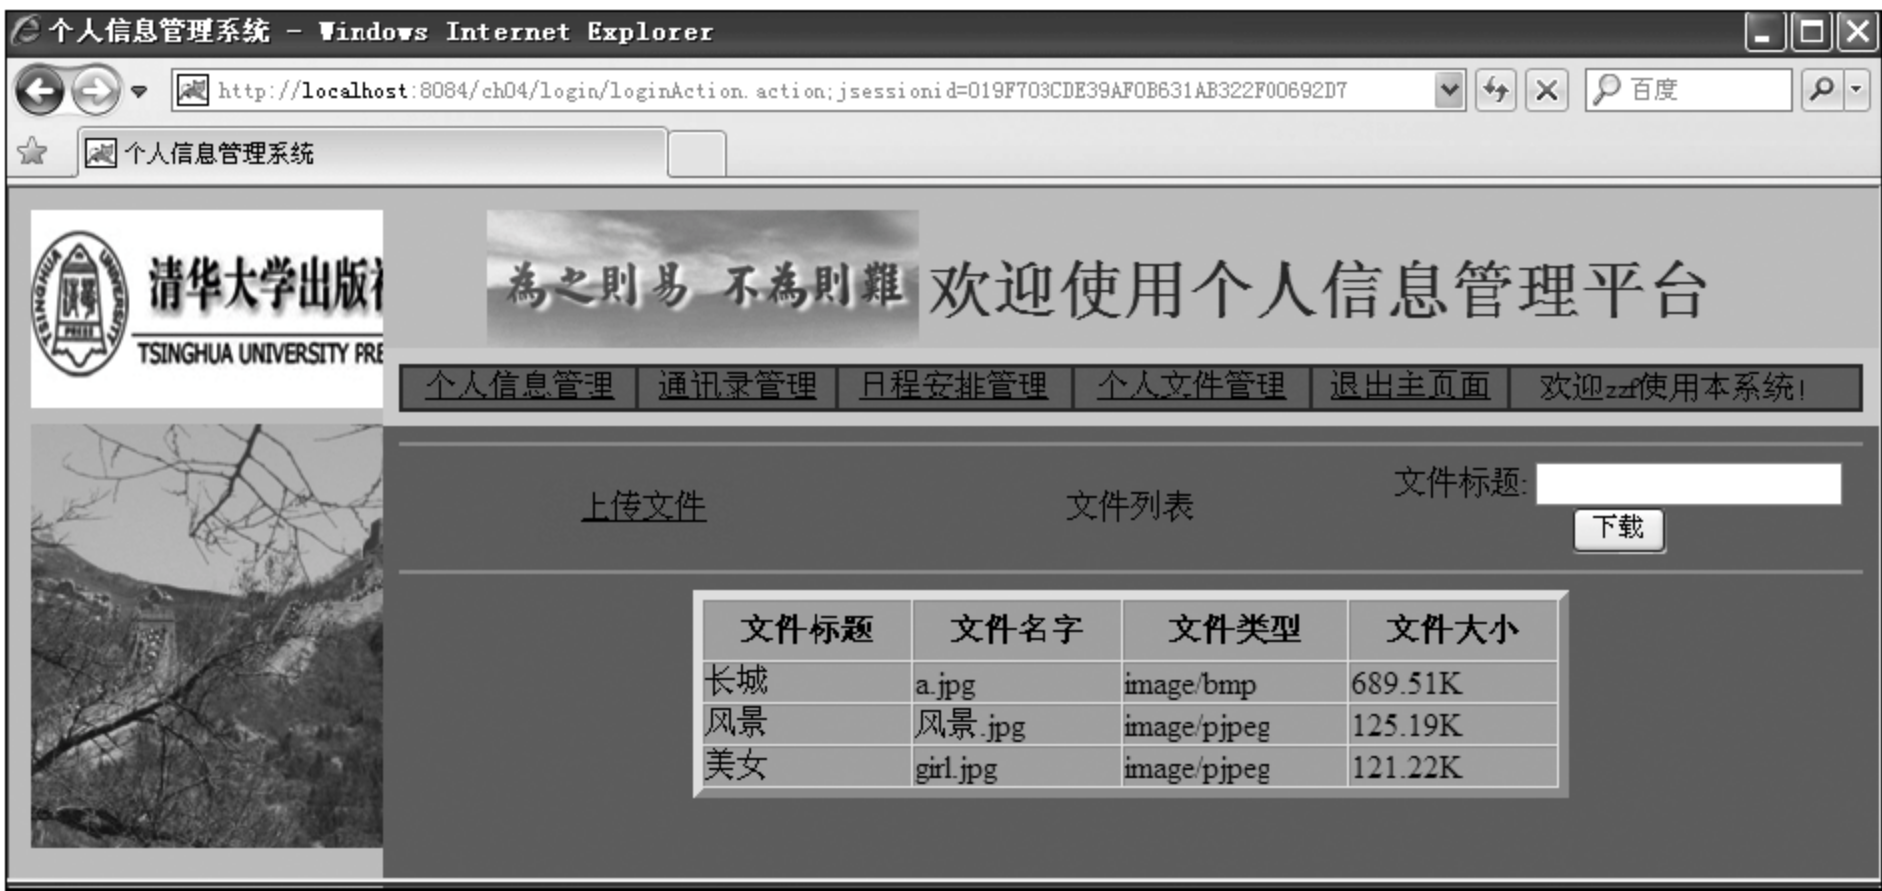 个人信息管理系统 - Windows Internet Explorer
http://localhost:8084/ch04/login/loginAction.action;jsessionid=019F703CDE39AF0B631AB322F00692D7
百度
个人信息管理系统
清华大学出版社
TSINGHUA UNIVERSITY PRE
TSINGHUA UNIVERSITY
PRESS
為之則易 不為則難
欢迎使用个人信息管理平台
个人信息管理 通讯录管理 日程安排管理 个人文件管理 退出主页面 欢迎zzf使用本系统!
上传文件 文件列表 文件标题:
下载
文件标题 文件名字 文件类型 文件大小
长城 a.jpg image/bmp 689.51K
风景 风景.jpg image/pjpeg 125.19K
美女 girl.jpg image/pjpeg 121.22K